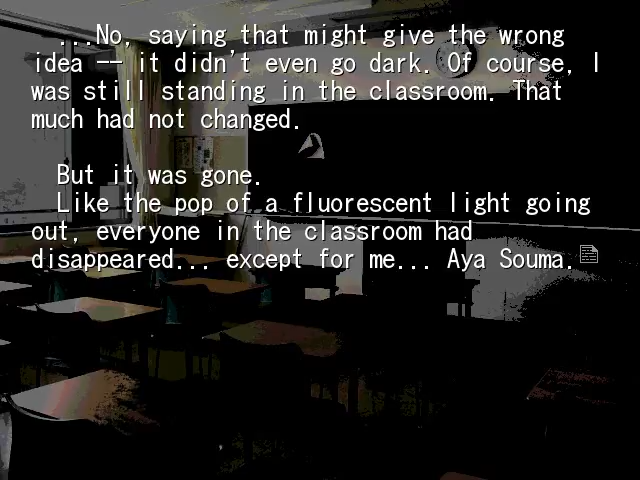 ...No, saying that might give the wrong
idea -- it didn't even go dark. Of course, I
was still standing in the classroom. That
much had not changed.
But it was gone.
Like the pop of a fluorescent light going
out, everyone in the classroom had
disappeared... except for me... Aya Souma.